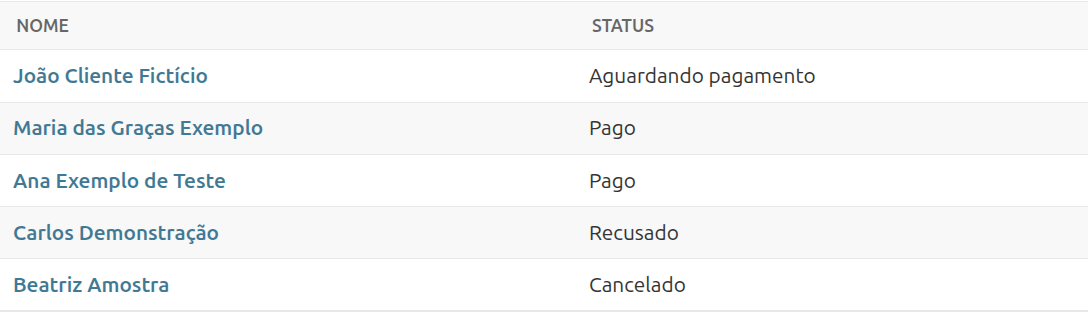 NOME STATUS
João Cliente Fictício Aguardando pagamento
Maria das Graças Exemplo Pago
Ana Exemplo de Teste Pago
Carlos Demonstração Recusado
Beatriz Amostra Cancelado